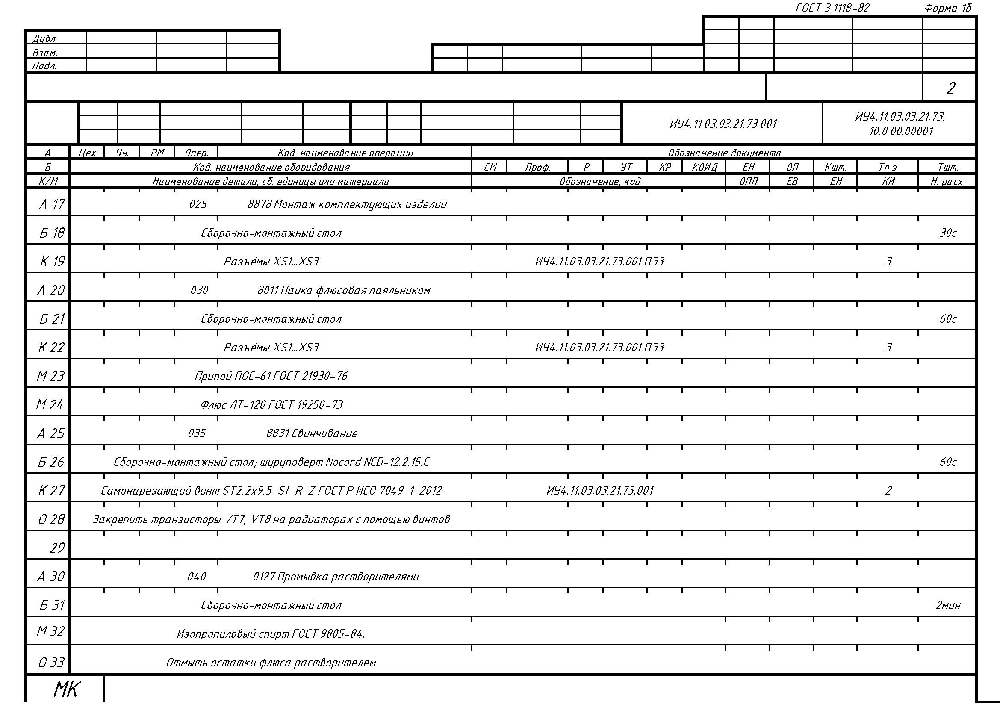 ГОСТ 3.1118-82 Форма 1б
Дубл.
Взам.
Подл.
2
ИУ4.11.03.03.21.73.001 ИУ4.11.03.03.21.73.
10.0.00.00001
А Цех Уч. РМ Опер. Код, наименование операции Обозначение документа
Б Код, наименование оборудования СМ Проф. Р УТ КР КОИД ЕН ОП Кшт. Тп.з. Тшт.
К/М Наименование детали, сб. единицы или материала Обозначение, код ОПП ЕВ ЕН КИ Н. расх.
А 17 025 8878 Монтаж комплектующих изделий
Б 18 Сборочно-монтажный стол 30с
К 19 Разъёмы XS1...XS3 ИУ4.11.03.03.21.73.001 ПЭ3 3
А 20 030 8011 Пайка флюсовая паяльником
Б 21 Сборочно-монтажный стол 60с
К 22 Разъёмы XS1...XS3 ИУ4.11.03.03.21.73.001 ПЭ3 3
М 23 Припой ПОС-61 ГОСТ 21930-76
М 24 Флюс ЛТ-120 ГОСТ 19250-73
А 25 035 8831 Свинчивание
Б 26 Сборочно-монтажный стол; шуруповерт Nocord NCD-12.2.15.C 60с
К 27 Самонарезающий винт ST2,2x9,5-St-R-Z ГОСТ Р ИСО 7049-1-2012 ИУ4.11.03.03.21.73.001 2
О 28 Закрепить транзисторы VT7, VT8 на радиаторах с помощью винтов
29
А 30 040 0127 Промывка растворителями
Б 31 Сборочно-монтажный стол 2мин
М 32 Изопропиловый спирт ГОСТ 9805-84.
О 33 Отмыть остатки флюса растворителем
МК